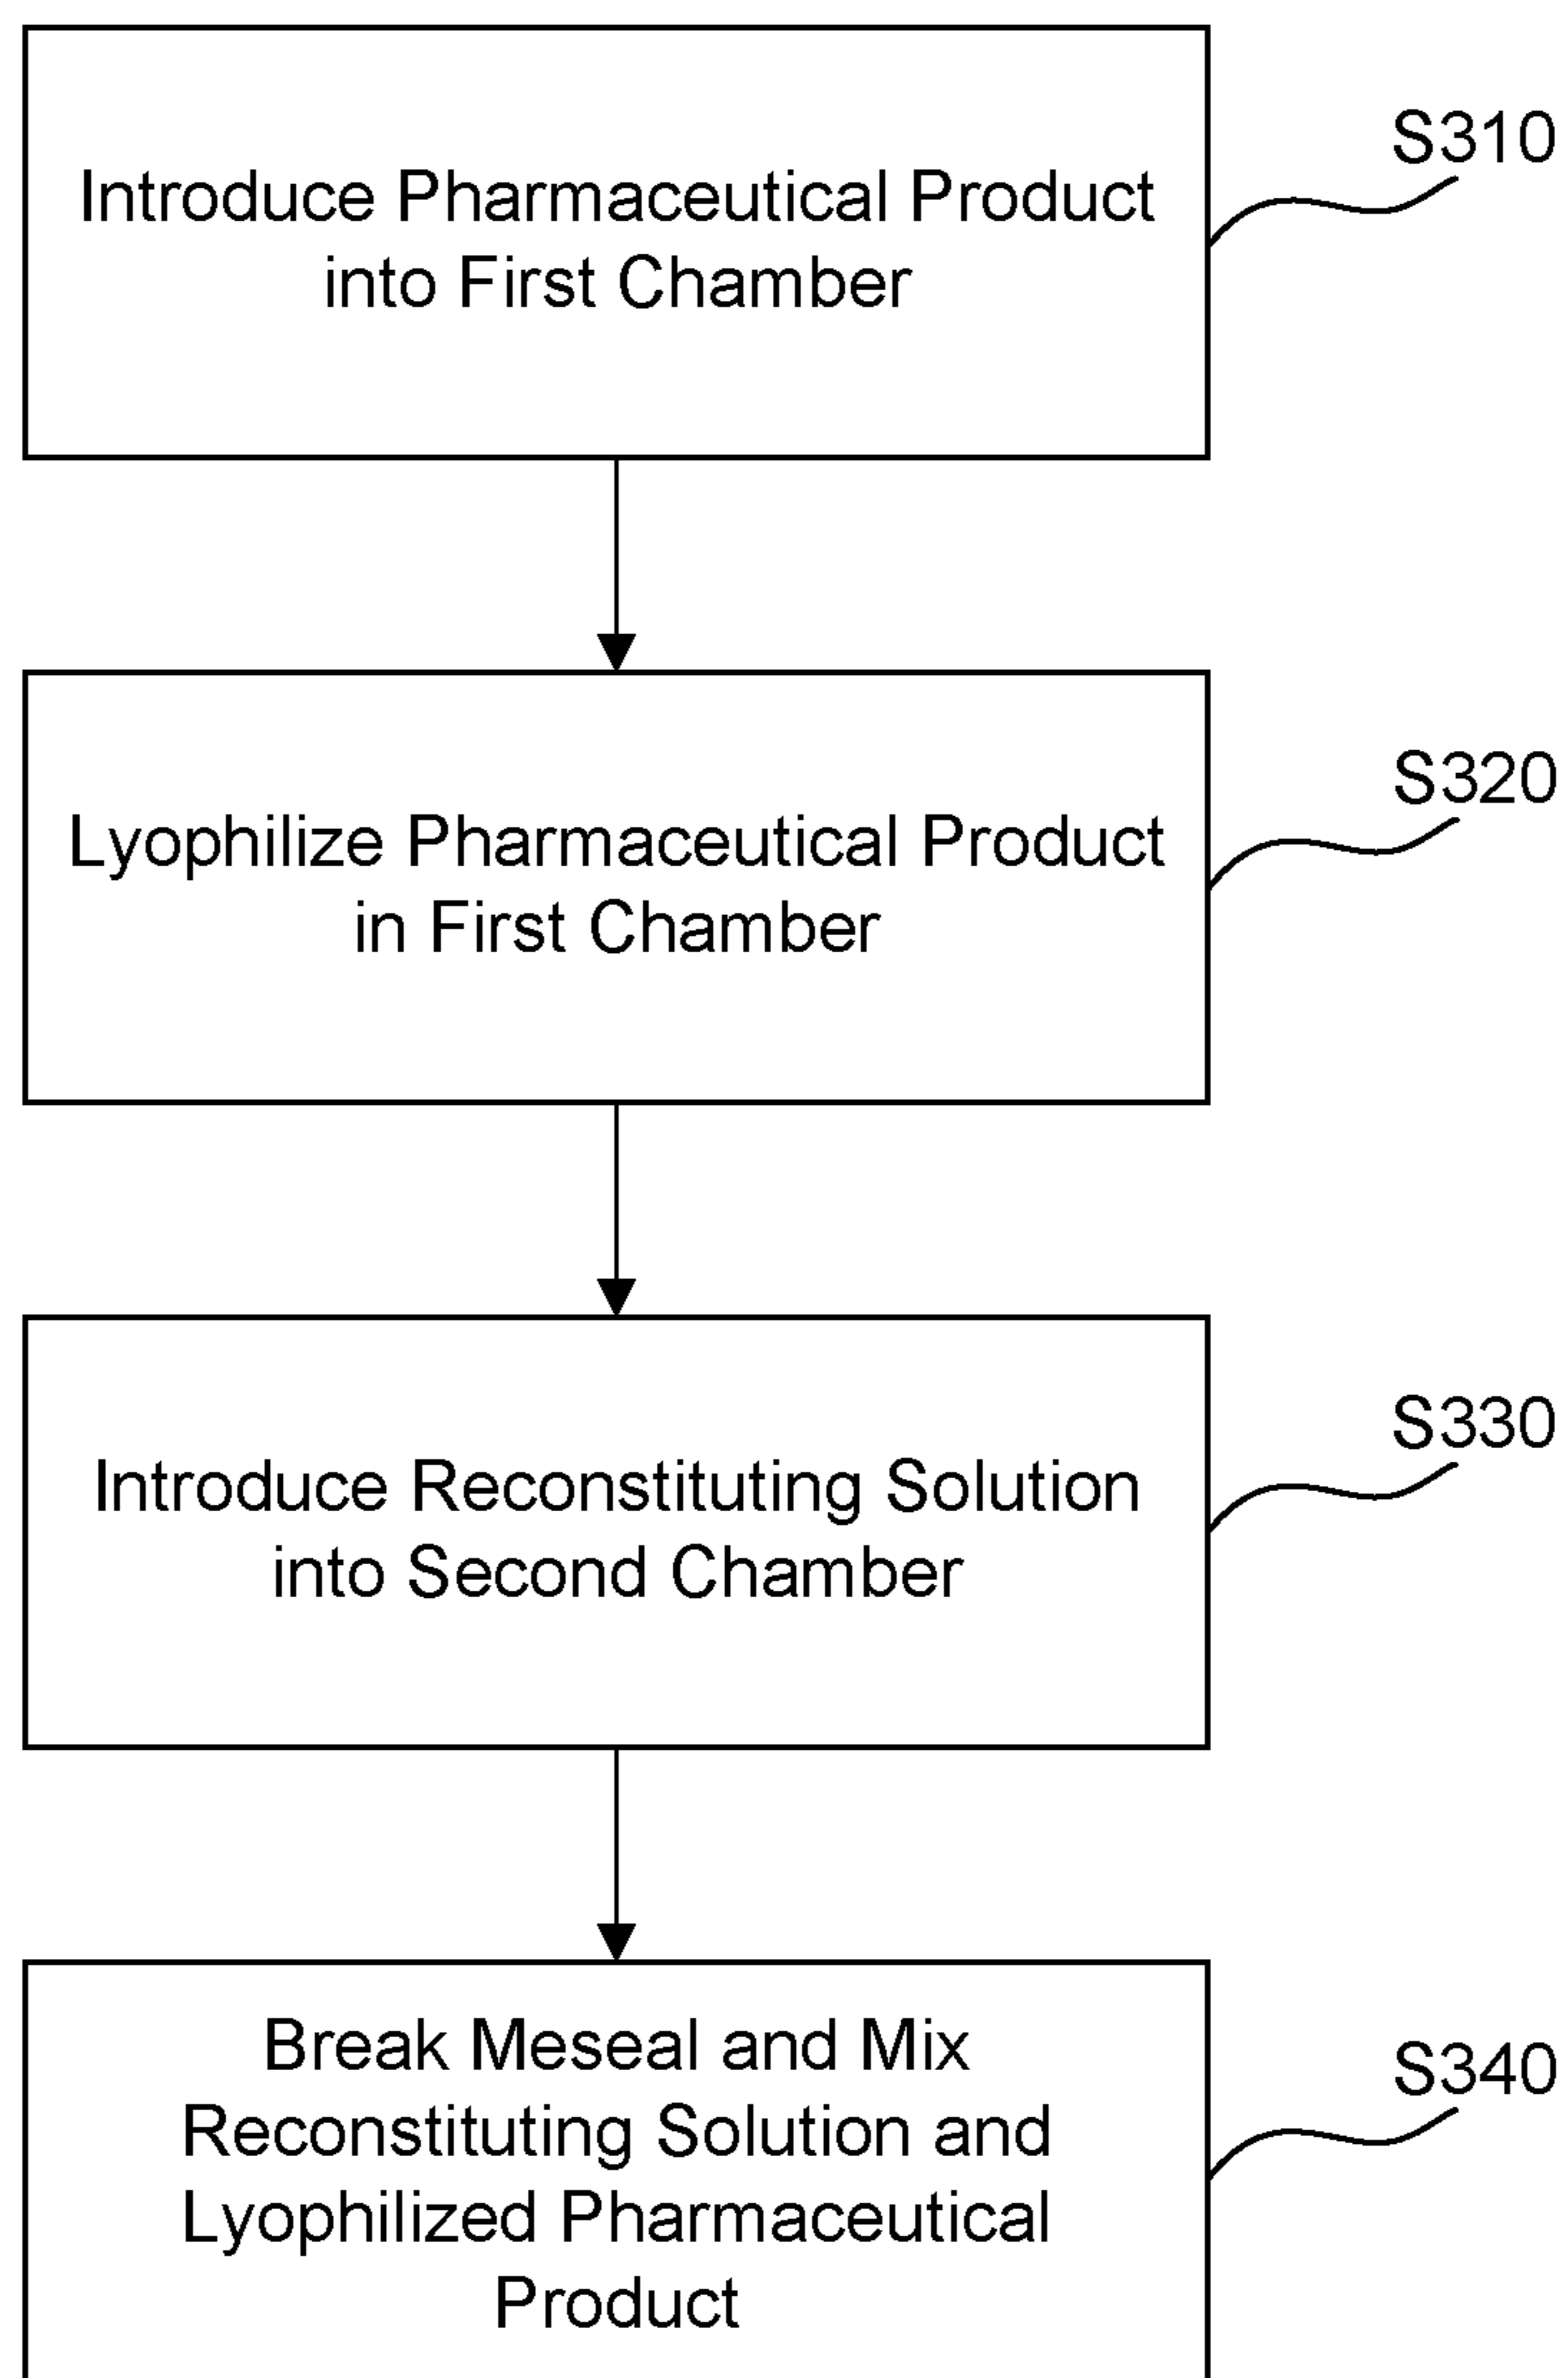 Introduce Pharmaceutical Product
into First Chamber
S310
Lyophilize Pharmaceutical Product
in First Chamber
S320
Introduce Reconstituting Solution
into Second Chamber
S330
Break Meseal and Mix
Reconstituting Solution and
Lyophilized Pharmaceutical
Product
S340